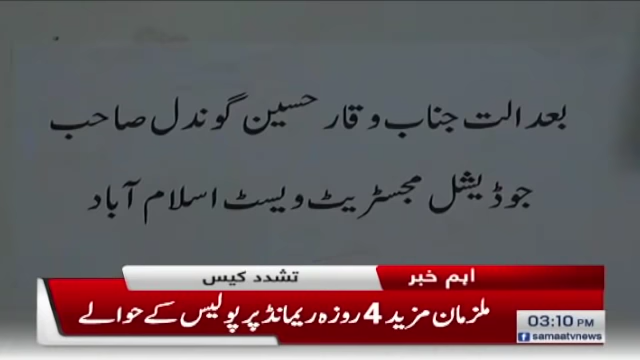 بعدالت جناب وقار حسین گوندل صاحب
جوڈیشل مجسٹریٹ ویسٹ اسلام آباد
اہم خبر
تشدد کیس
ملزمان مزید 4 روزہ ریمانڈ پر پولیس کے حوالے
03:10 PM
f samaatvnews